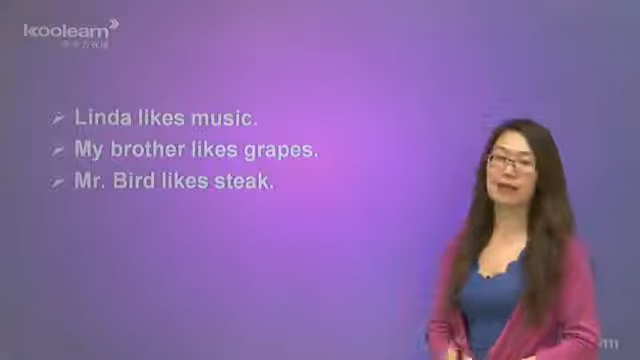 koolearn
Linda likes music.
My brother likes grapes.
Mr. Bird likes steak.